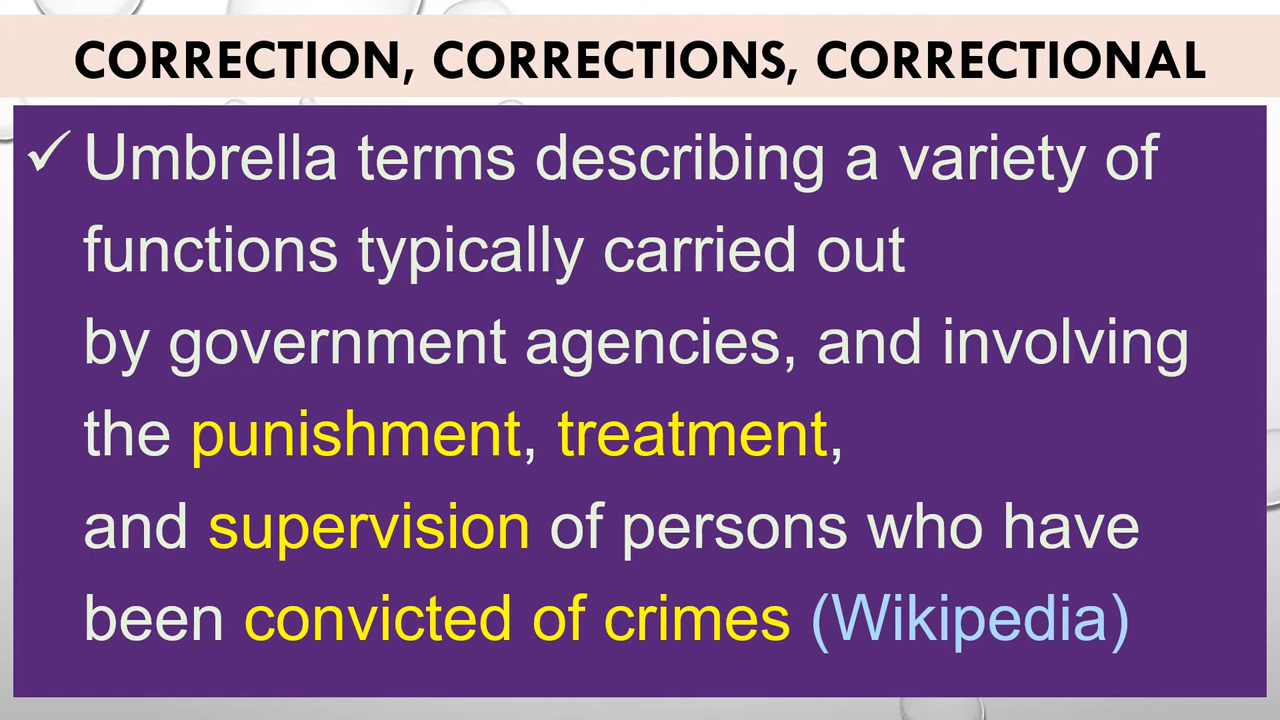 CORRECTION, CORRECTIONS, CORRECTIONAL
✓ Umbrella terms describing a variety of
functions typically carried out
by government agencies, and involving
the punishment, treatment,
and supervision of persons who have
been convicted of crimes (Wikipedia)